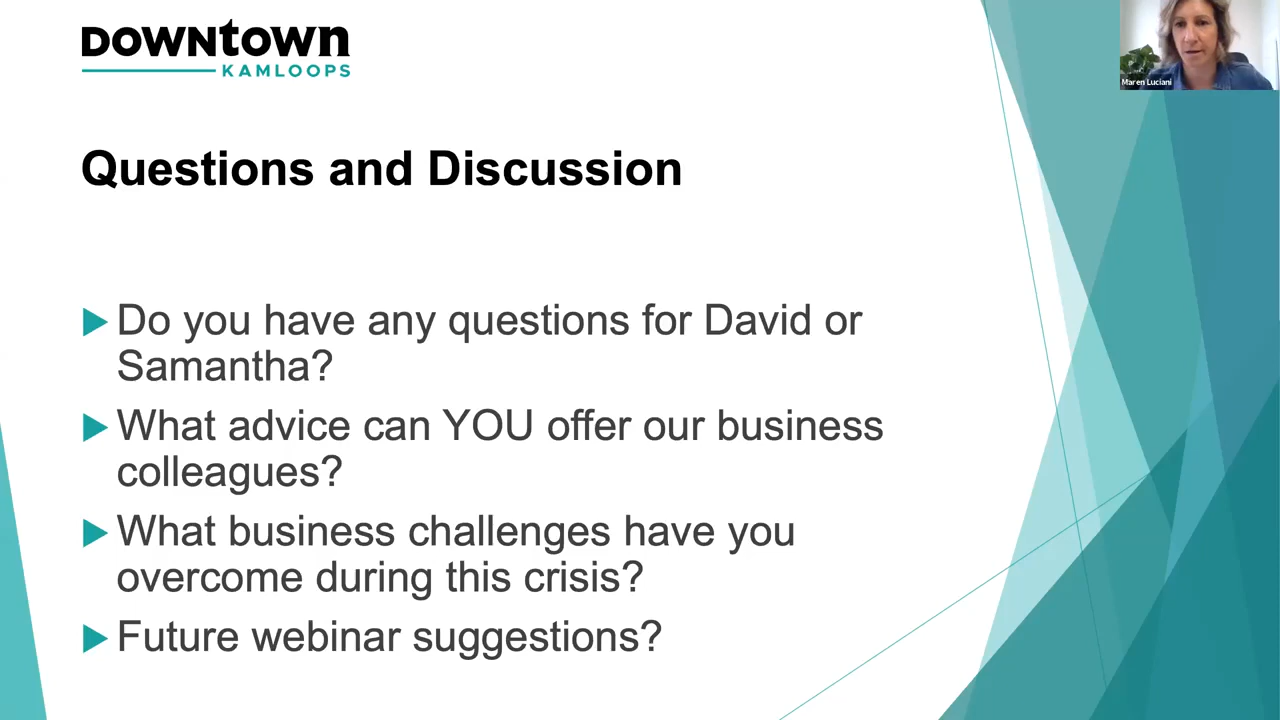 DOWNTOWN
KAMLOOPS
Maren Luciani
Questions and Discussion
Do you have any questions for David or
Samantha?
What advice can YOU offer our business
colleagues?
What business challenges have you
overcome during this crisis?
Future webinar suggestions?